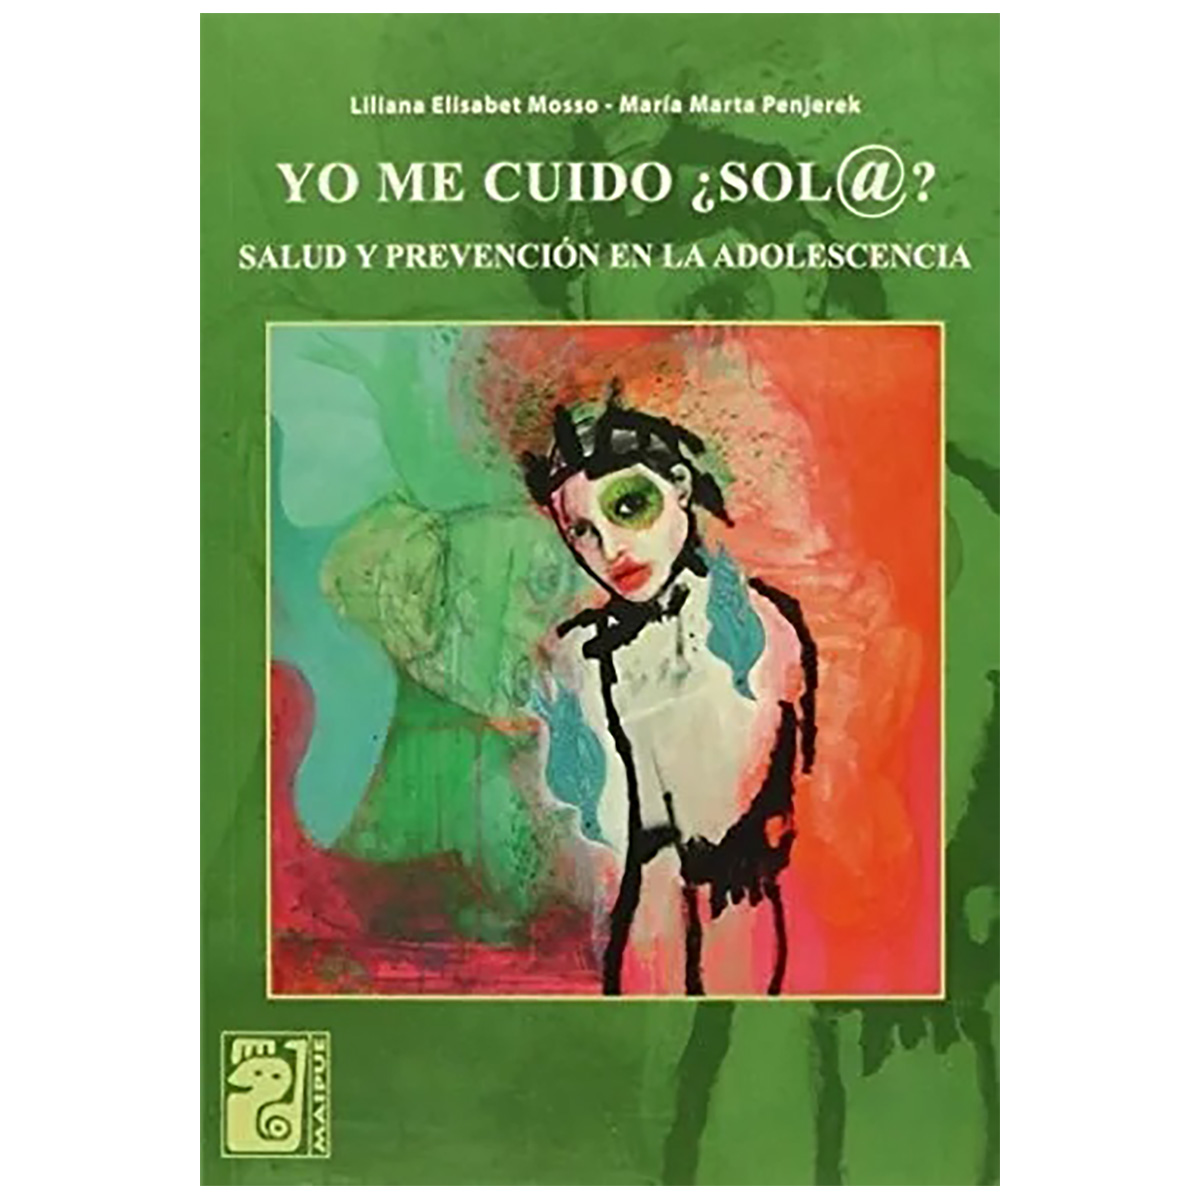 Liliana Elisabet Mosso - María Marta Penjerek
YO ME CUIDO ¿SOL@?
SALUD Y PREVENCIÓN EN LA ADOLESCENCIA
MAIPUE